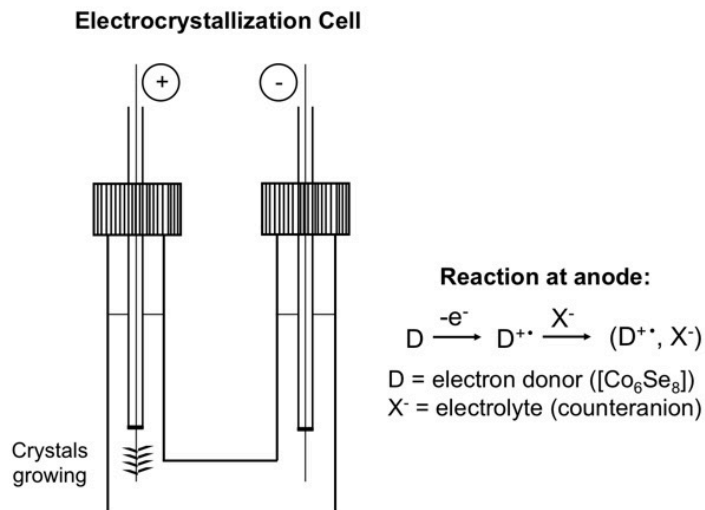 Electrocrystallization Cell
+
-
Reaction at anode:
D -e⁻ → D⁺• X⁻ → (D⁺•, X⁻)
D = electron donor ([Co₆Se₈])
X⁻ = electrolyte (counteranion)
Crystals
growing